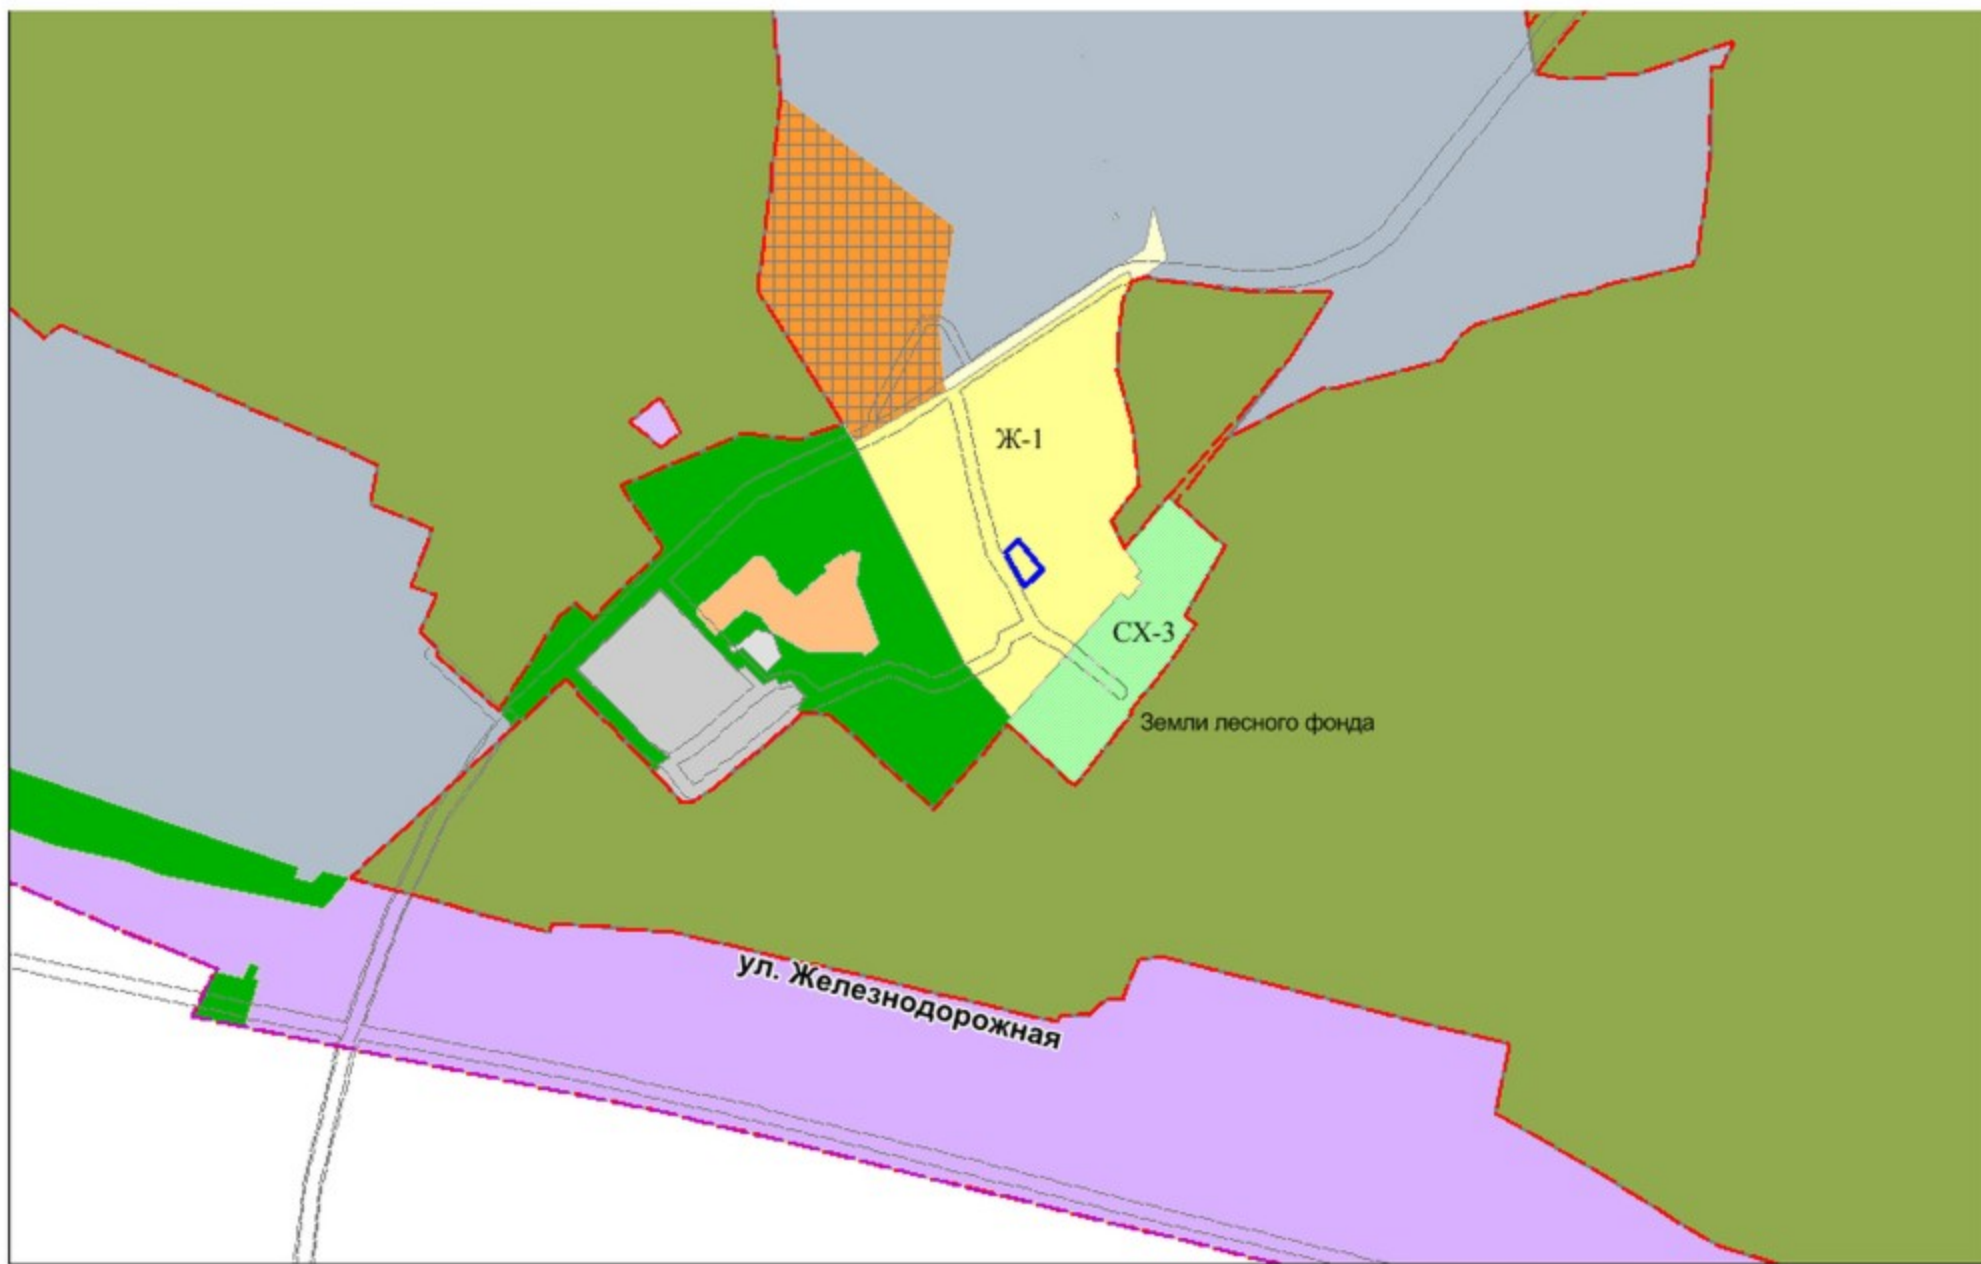 Ж-1
СХ-3
Земли лесного фонда
ул. Железнодорожная